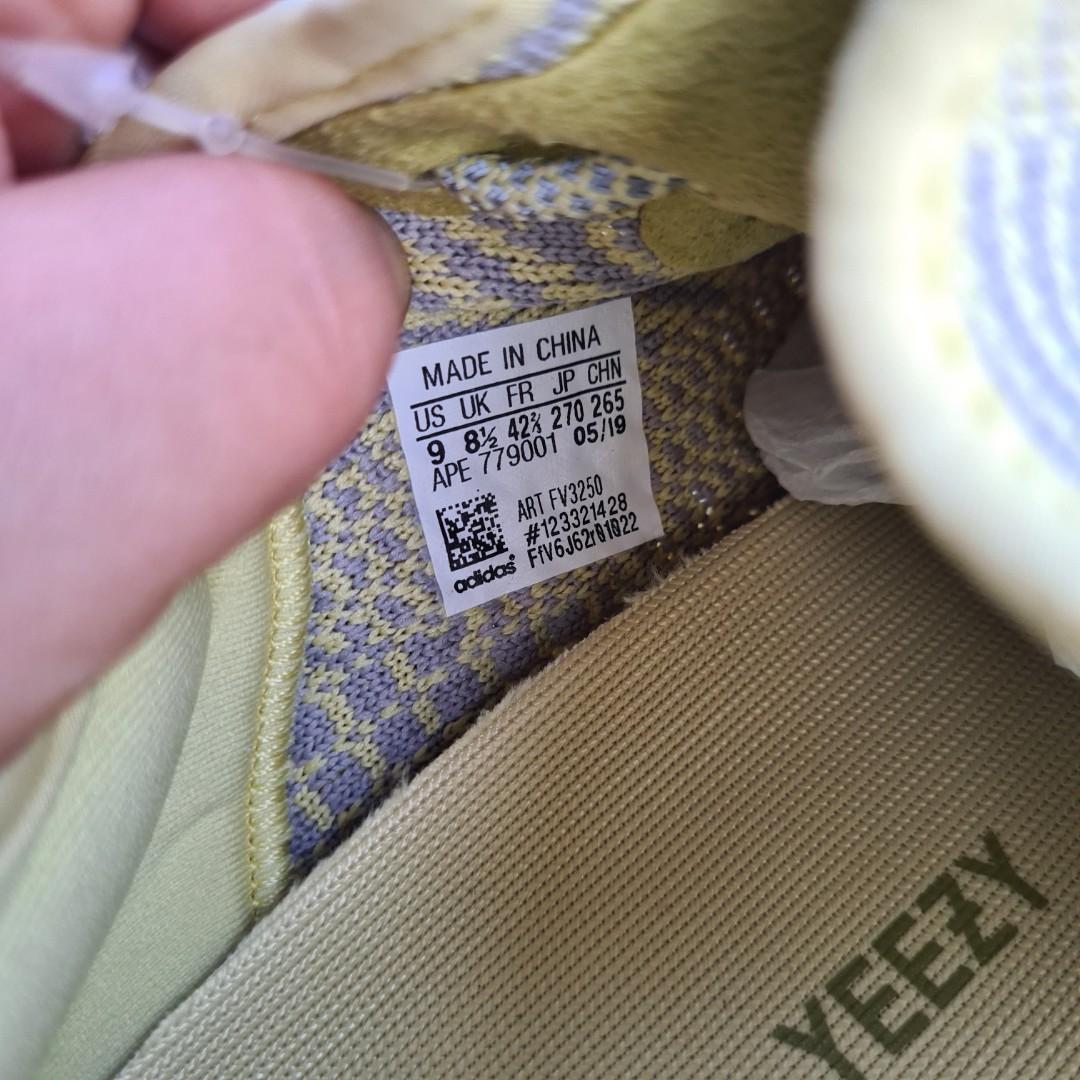 MADE IN CHINA
US UK FR JP CHN
9 8½ 42⅔ 270 265
APE 779001 05/19
ART FV3250
#123321428
FfV6J62r01022
adidas®
YEEZY